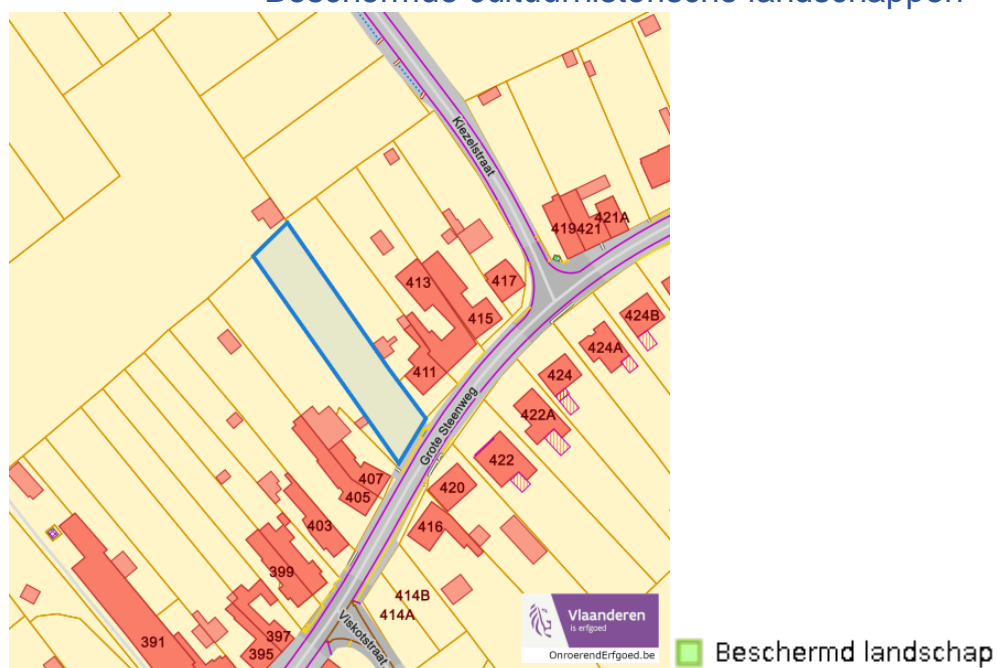 Beschermde cultuurhistorische landschappen
Kiezelstraat
419 421 421A
413
417
415
424B
424A
411
424
Grote Steenweg
422A
407
422
405
420
403
416
399
414B
414A
397
391
395
Viskotstraat
Vlaanderen
is erfgoed
OnroerendErfgoed.be
Beschermd landschap